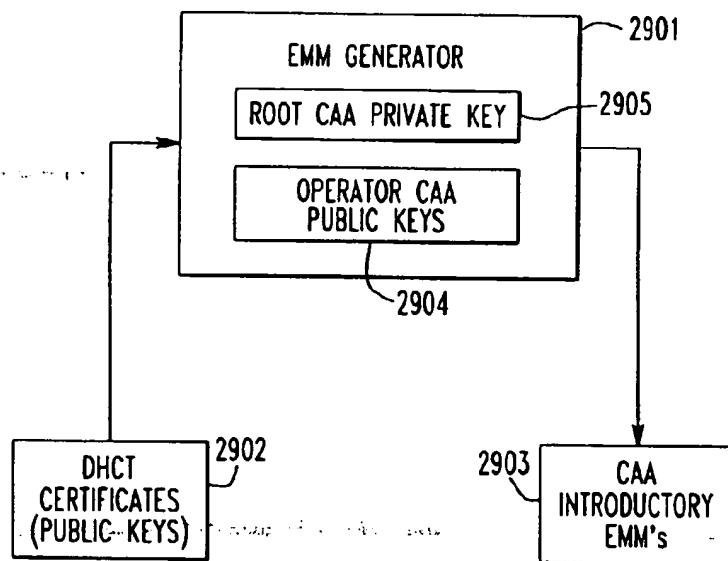 2901
EMM GENERATOR
ROOT CAA PRIVATE KEY
2905
OPERATOR CAA
PUBLIC KEYS
2904
DHCT
CERTIFICATES
(PUBLIC KEYS)
2902
2903
CAA
INTRODUCTORY
EMM's